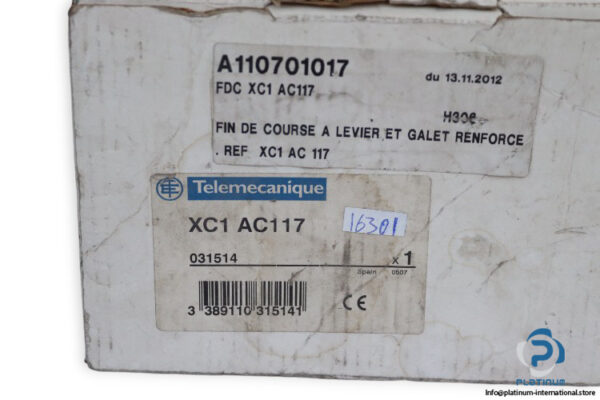 A110701017
du 13.11.2012
FDC XC1 AC117
H306
FIN DE COURSE A LEVIER ET GALET RENFORCE
. REF XC1 AC 117
Telemecanique
XC1 AC117
16301
031514
x 1
Spain 0507
3 389110 315141
CE
PLATINUM
info@platinum-international.store